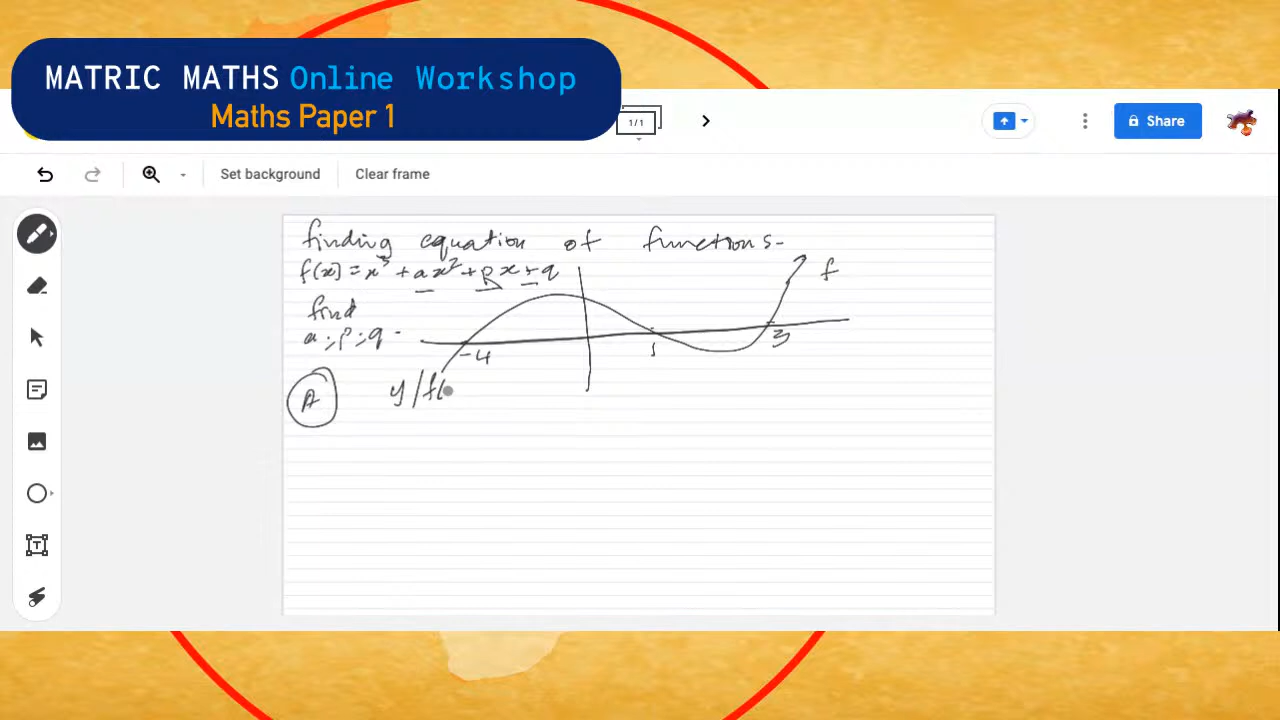 MATRIC MATHS Online Workshop
Maths Paper 1
1/1
Share
Set background
Clear frame
finding equation of functions-
f(x) = x³ + ax² + px + q
f
find
a ; p ; q -
-4
1
3
A
y/f(
T